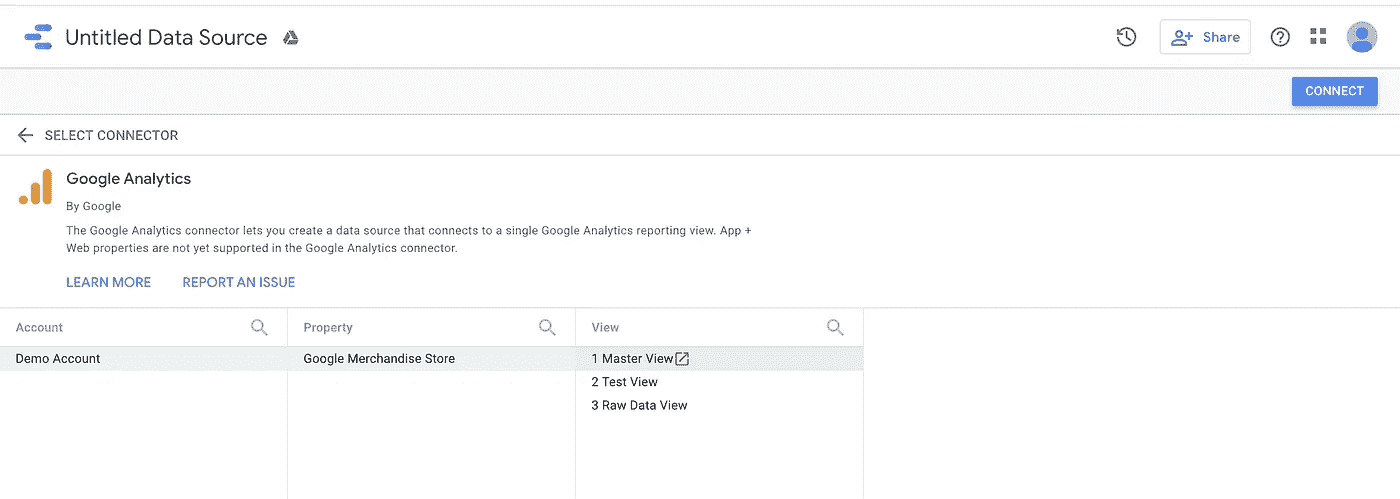 Untitled Data Source
Share
CONNECT
SELECT CONNECTOR
Google Analytics
By Google
The Google Analytics connector lets you create a data source that connects to a single Google Analytics reporting view. App +
Web properties are not yet supported in the Google Analytics connector.
LEARN MORE REPORT AN ISSUE
Account Property View
Demo Account Google Merchandise Store 1 Master View
2 Test View
3 Raw Data View